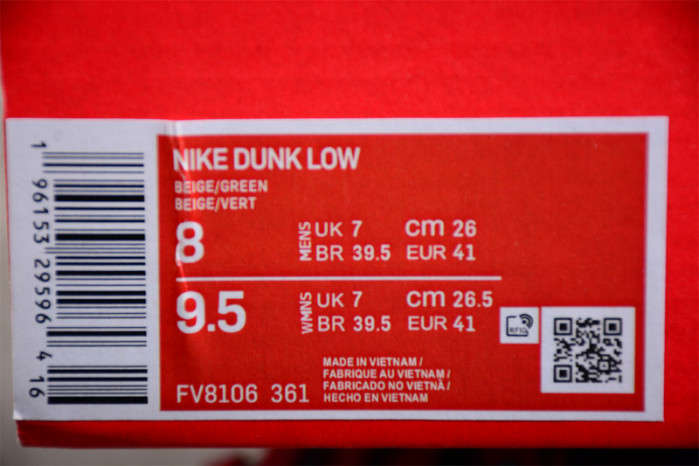 1 96153 29596 4 16
NIKE DUNK LOW
BEIGE/GREEN
BEIGE/VERT
8 MENS UK 7 cm 26
BR 39.5 EUR 41
9.5 WMNS UK 7 cm 26.5
BR 39.5 EUR 41
RFID
MADE IN VIETNAM /
FABRIQUE AU VIETNAM /
FABRICADO NO VIETNÃ /
HECHO EN VIETNAM
FV8106 361